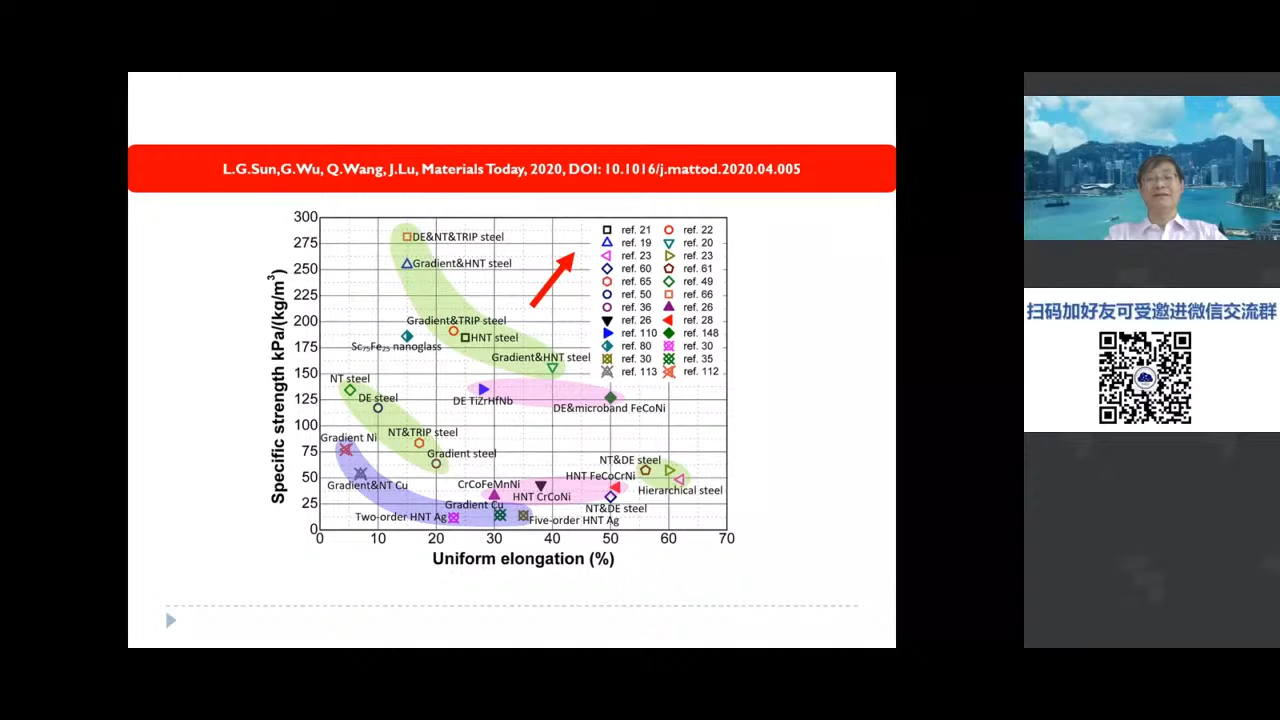 L.G.Sun,G.Wu, Q.Wang, J.Lu, Materials Today, 2020, DOI: 10.1016/j.mattod.2020.04.005
扫码加好友可受邀进微信交流群
Specific strength kPa/(kg/m³)
300
275
250
225
200
175
150
125
100
75
50
25
0
DE&NT&TRIP steel
Gradient&HNT steel
Gradient&TRIP steel
HNT steel
Sc₇₅Fe₂₅ nanoglass
Gradient&HNT steel
NT steel
DE steel
DE TiZrHfNb
DE&microband FeCoNi
NT&TRIP steel
Gradient Ni
Gradient steel
NT&DE steel
HNT FeCoCrNi
Gradient&NT Cu
CrCoFeMnNi
Hierarchical steel
HNT CrCoNi
Gradient Cu
NT&DE steel
Two-order HNT Ag
Five-order HNT Ag
ref. 21 ref. 22
ref. 19 ref. 20
ref. 23 ref. 23
ref. 60 ref. 61
ref. 65 ref. 49
ref. 50 ref. 66
ref. 36 ref. 26
ref. 26 ref. 28
ref. 110 ref. 148
ref. 80 ref. 30
ref. 30 ref. 35
ref. 113 ref. 112
0 10 20 30 40 50 60 70
Uniform elongation (%)